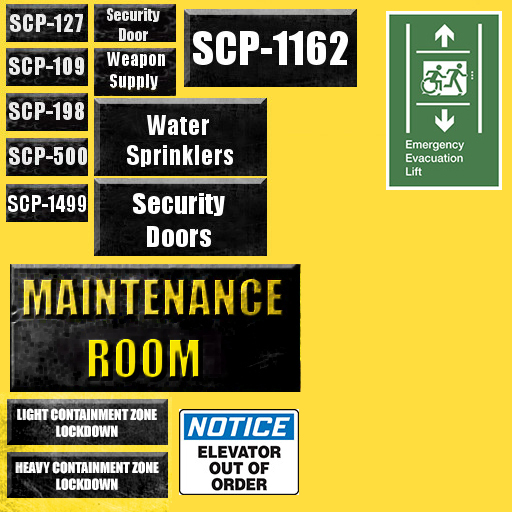 SCP-127
Security
Door
SCP-1162
SCP-109
Weapon
Supply
SCP-198
Water
Sprinklers
SCP-500
SCP-1499
Security
Doors
Emergency
Evacuation
Lift
MAINTENANCE
ROOM
LIGHT CONTAINMENT ZONE
LOCKDOWN
HEAVY CONTAINMENT ZONE
LOCKDOWN
NOTICE
ELEVATOR
OUT OF
ORDER